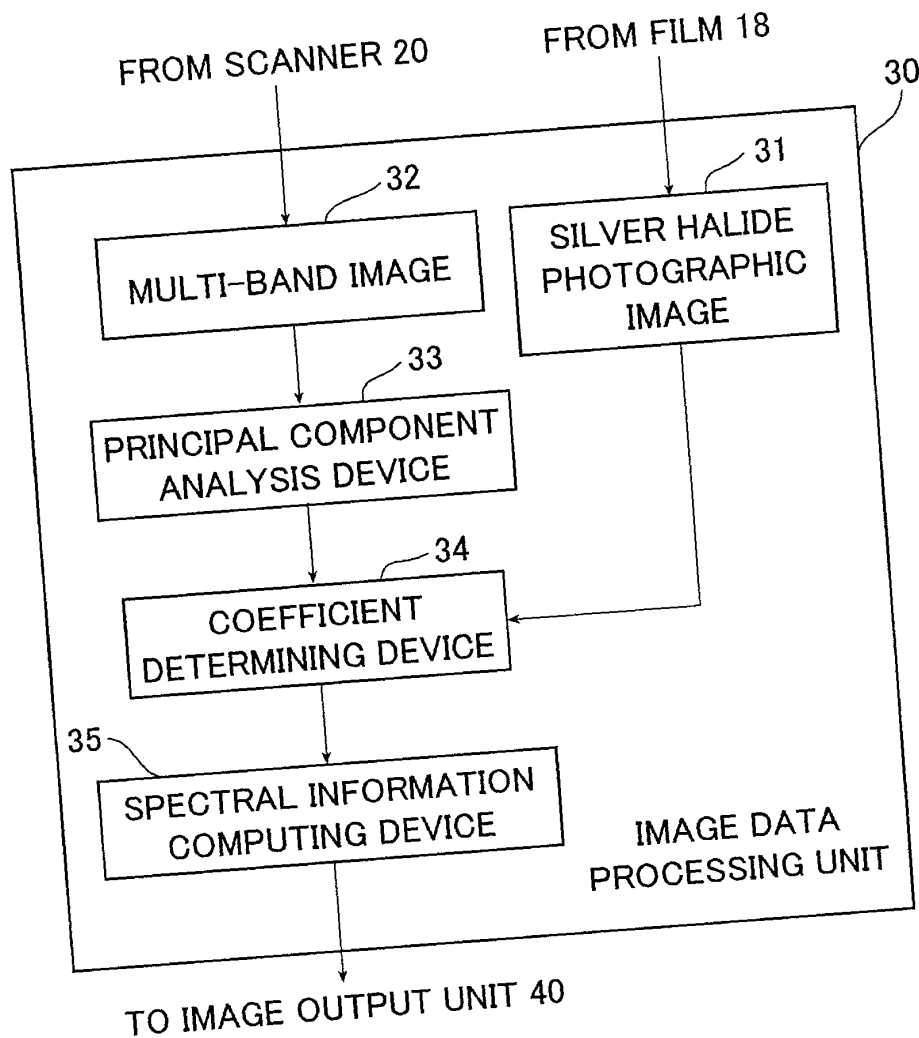 FROM SCANNER 20
FROM FILM 18
30
32
31
MULTI-BAND IMAGE
SILVER HALIDE
PHOTOGRAPHIC
IMAGE
33
PRINCIPAL COMPONENT
ANALYSIS DEVICE
34
COEFFICIENT
DETERMINING DEVICE
35
SPECTRAL INFORMATION
COMPUTING DEVICE
IMAGE DATA
PROCESSING UNIT
TO IMAGE OUTPUT UNIT 40